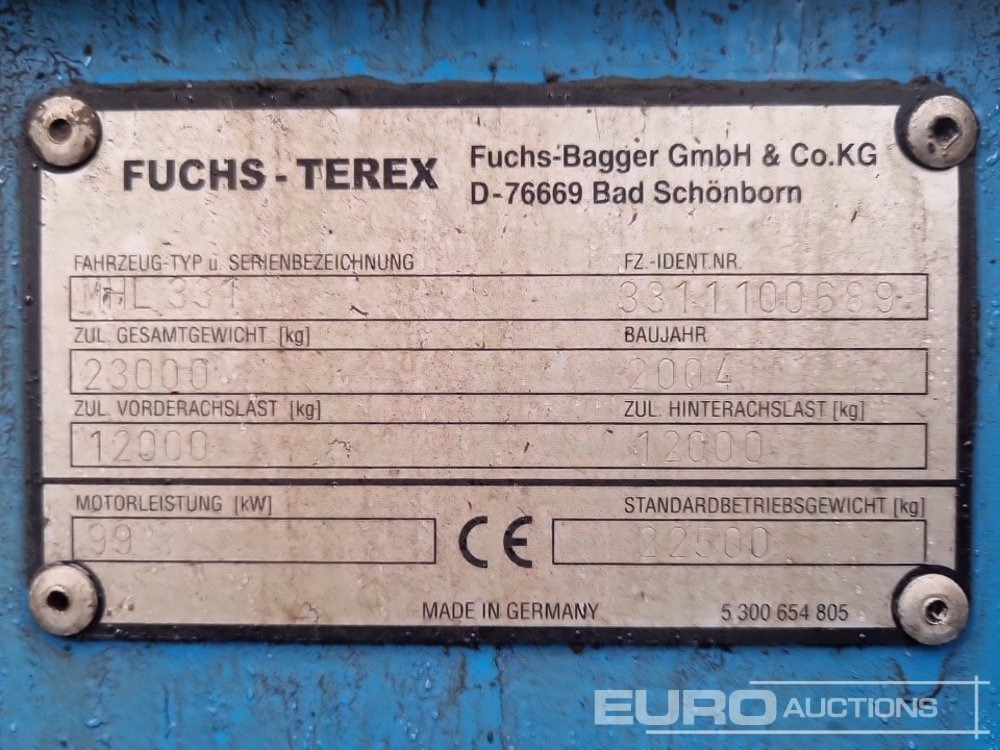 FUCHS - TEREX
Fuchs-Bagger GmbH & Co.KG
D-76669 Bad Schönborn
FAHRZEUG-TYP u. SERIENBEZEICHNUNG FZ.-IDENT.NR.
MHL 331 3311100689
ZUL. GESAMTGEWICHT [kg] BAUJAHR
23000 2004
ZUL. VORDERACHSLAST [kg] ZUL. HINTERACHSLAST [kg]
12000 12000
MOTORLEISTUNG [kW] STANDARDBETRIEBSGEWICHT [kg]
99 CE 22500
MADE IN GERMANY 5 300 654 805
EURO AUCTIONS